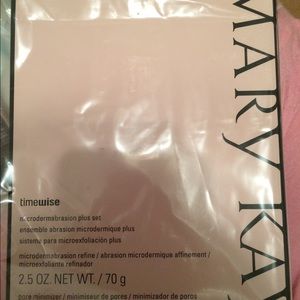 MARY KAY
timewise
microdermabrasion plus set
ensemble abrasion microdermique plus
sistema para microexfoliación plus
microdermabrasion refine / abrasion microdermique affinement /
microexfoliante refinador
2.5 OZ. NET WT. / 70 g
pore minimizer / minimiseur de pores / minimizador de poros